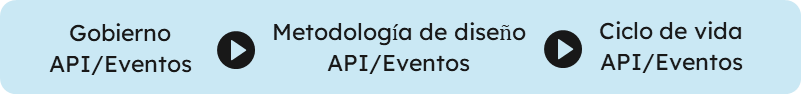 Gobierno
API/Eventos
Metodología de diseño
API/Eventos
Ciclo de vida
API/Eventos